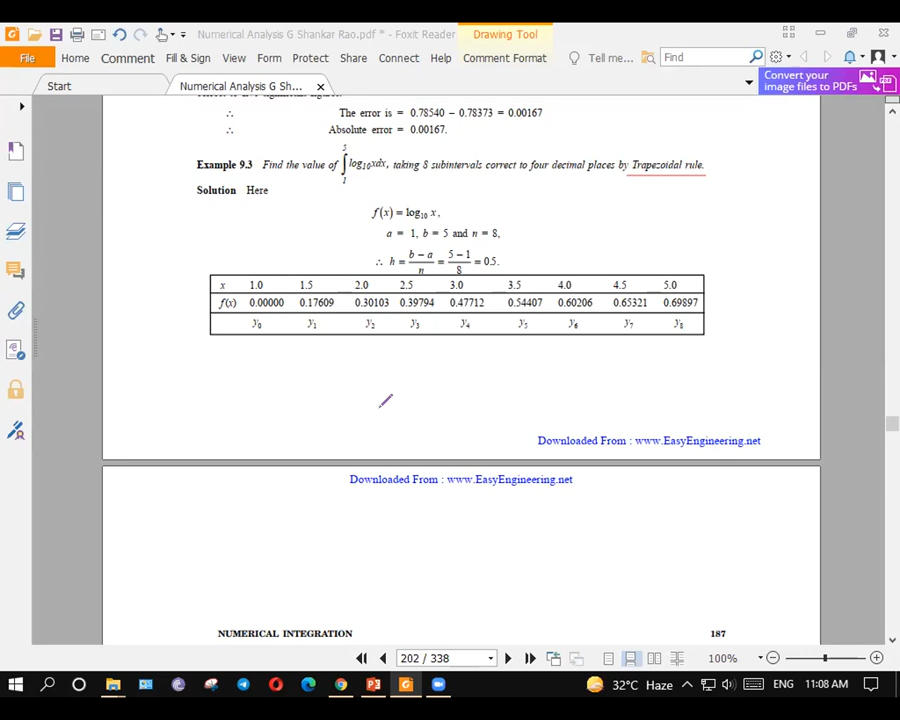 Numerical Analysis G Shankar Rao.pdf * - Foxit Reader
Drawing Tool
File Home Comment Fill & Sign View Form Protect Share Connect Help Comment Format Tell me... Find
Start Numerical Analysis G Sh... Convert your image files to PDFs
∴ The error is = 0.78540 − 0.78373 = 0.00167
∴ Absolute error = 0.00167.
Example 9.3 Find the value of ∫₁⁵ log₁₀xdx, taking 8 subintervals correct to four decimal places by Trapezoidal rule.
Solution Here
f(x) = log₁₀ x,
a = 1, b = 5 and n = 8,
∴ h = (b − a)/n = (5 − 1)/8 = 0.5.
x 1.0 1.5 2.0 2.5 3.0 3.5 4.0 4.5 5.0
f(x) 0.00000 0.17609 0.30103 0.39794 0.47712 0.54407 0.60206 0.65321 0.69897
y₀ y₁ y₂ y₃ y₄ y₅ y₆ y₇ y₈
Downloaded From : www.EasyEngineering.net
Downloaded From : www.EasyEngineering.net
NUMERICAL INTEGRATION 187
202 / 338 100%
32°C Haze ENG 11:08 AM